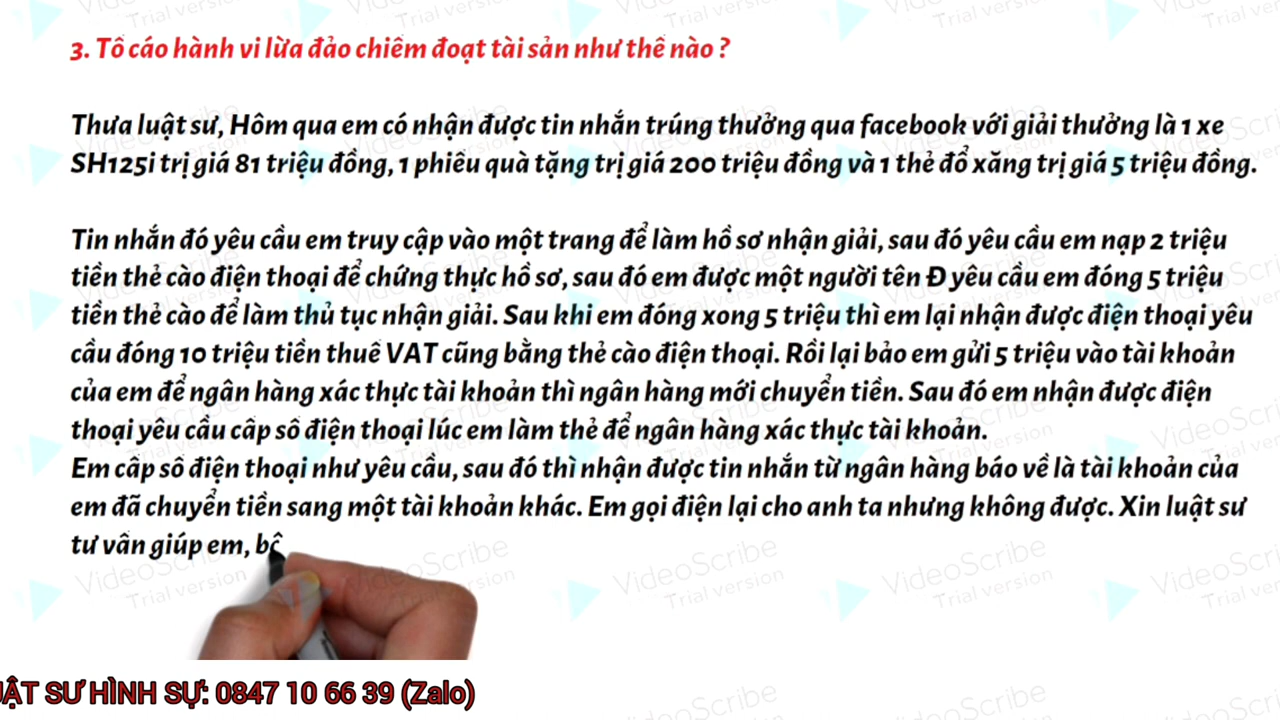 3. Tố cáo hành vi lừa đảo chiếm đoạt tài sản như thế nào ?
Thưa luật sư, Hôm qua em có nhận được tin nhắn trúng thưởng qua facebook với giải thưởng là 1 xe
SH125i trị giá 81 triệu đồng, 1 phiếu quà tặng trị giá 200 triệu đồng và 1 thẻ đổ xăng trị giá 5 triệu đồng.
Tin nhắn đó yêu cầu em truy cập vào một trang để làm hồ sơ nhận giải, sau đó yêu cầu em nạp 2 triệu
tiền thẻ cào điện thoại để chứng thực hồ sơ, sau đó em được một người tên Đ yêu cầu em đóng 5 triệu
tiền thẻ cào để làm thủ tục nhận giải. Sau khi em đóng xong 5 triệu thì em lại nhận được điện thoại yêu
cầu đóng 10 triệu tiền thuế VAT cũng bằng thẻ cào điện thoại. Rồi lại bảo em gửi 5 triệu vào tài khoản
của em để ngân hàng xác thực tài khoản thì ngân hàng mới chuyển tiền. Sau đó em nhận được điện
thoại yêu cầu cấp số điện thoại lúc em làm thẻ để ngân hàng xác thực tài khoản.
Em cấp số điện thoại như yêu cầu, sau đó thì nhận được tin nhắn từ ngân hàng báo về là tài khoản của
em đã chuyển tiền sang một tài khoản khác. Em gọi điện lại cho anh ta nhưng không được. Xin luật sư
tư vấn giúp em,
UẬT SƯ HÌNH SỰ: 0847 10 66 39 (Zalo)
VideoScribe
Trial version